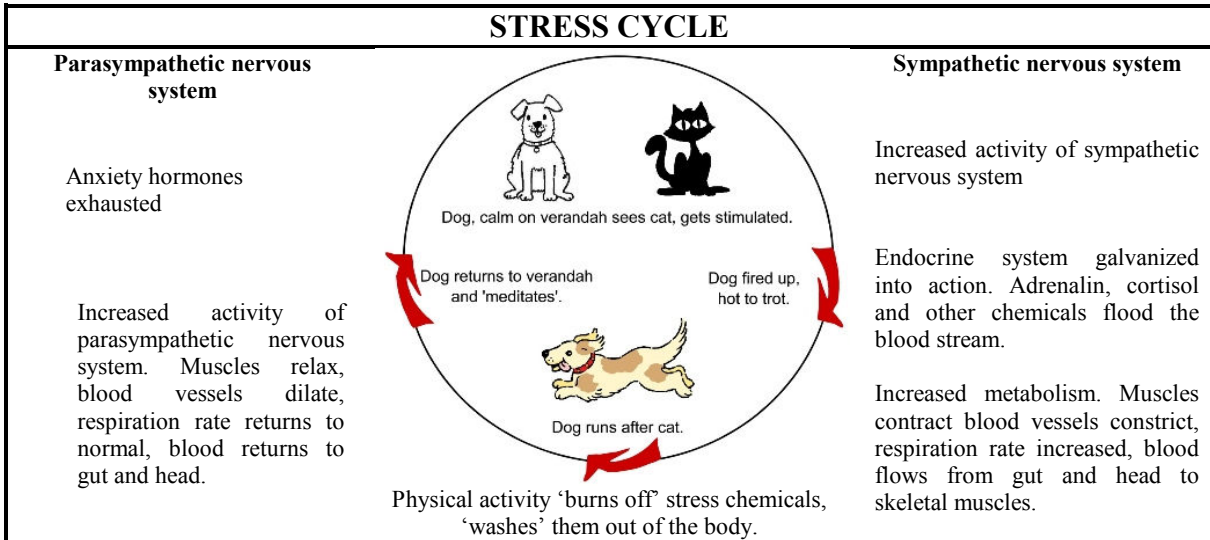 STRESS CYCLE
Parasympathetic nervous
system
Anxiety hormones
exhausted
Increased activity of
parasympathetic nervous
system. Muscles relax,
blood vessels dilate,
respiration rate returns to
normal, blood returns to
gut and head.
Dog, calm on verandah sees cat, gets stimulated.
Dog returns to verandah
and 'meditates'.
Dog fired up,
hot to trot.
Dog runs after cat.
Physical activity ‘burns off’ stress chemicals,
‘washes’ them out of the body.
Sympathetic nervous system
Increased activity of sympathetic
nervous system
Endocrine system galvanized
into action. Adrenalin, cortisol
and other chemicals flood the
blood stream.
Increased metabolism. Muscles
contract blood vessels constrict,
respiration rate increased, blood
flows from gut and head to
skeletal muscles.